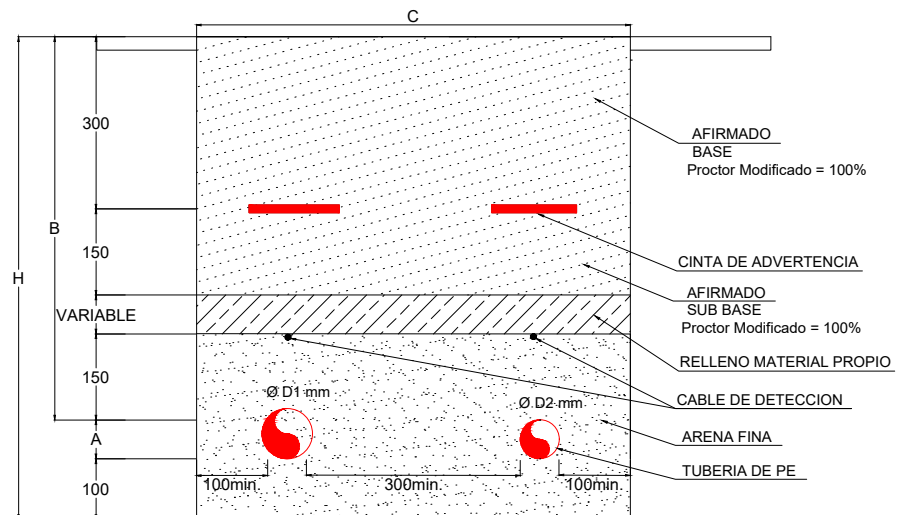 C
300
150
VARIABLE
150
A
100
B
H
AFIRMADO
BASE
Proctor Modificado = 100%
CINTA DE ADVERTENCIA
AFIRMADO
SUB BASE
Proctor Modificado = 100%
RELLENO MATERIAL PROPIO
CABLE DE DETECCION
ARENA FINA
TUBERIA DE PE
Ø D1 mm
Ø D2 mm
100min.
300min.
100min.